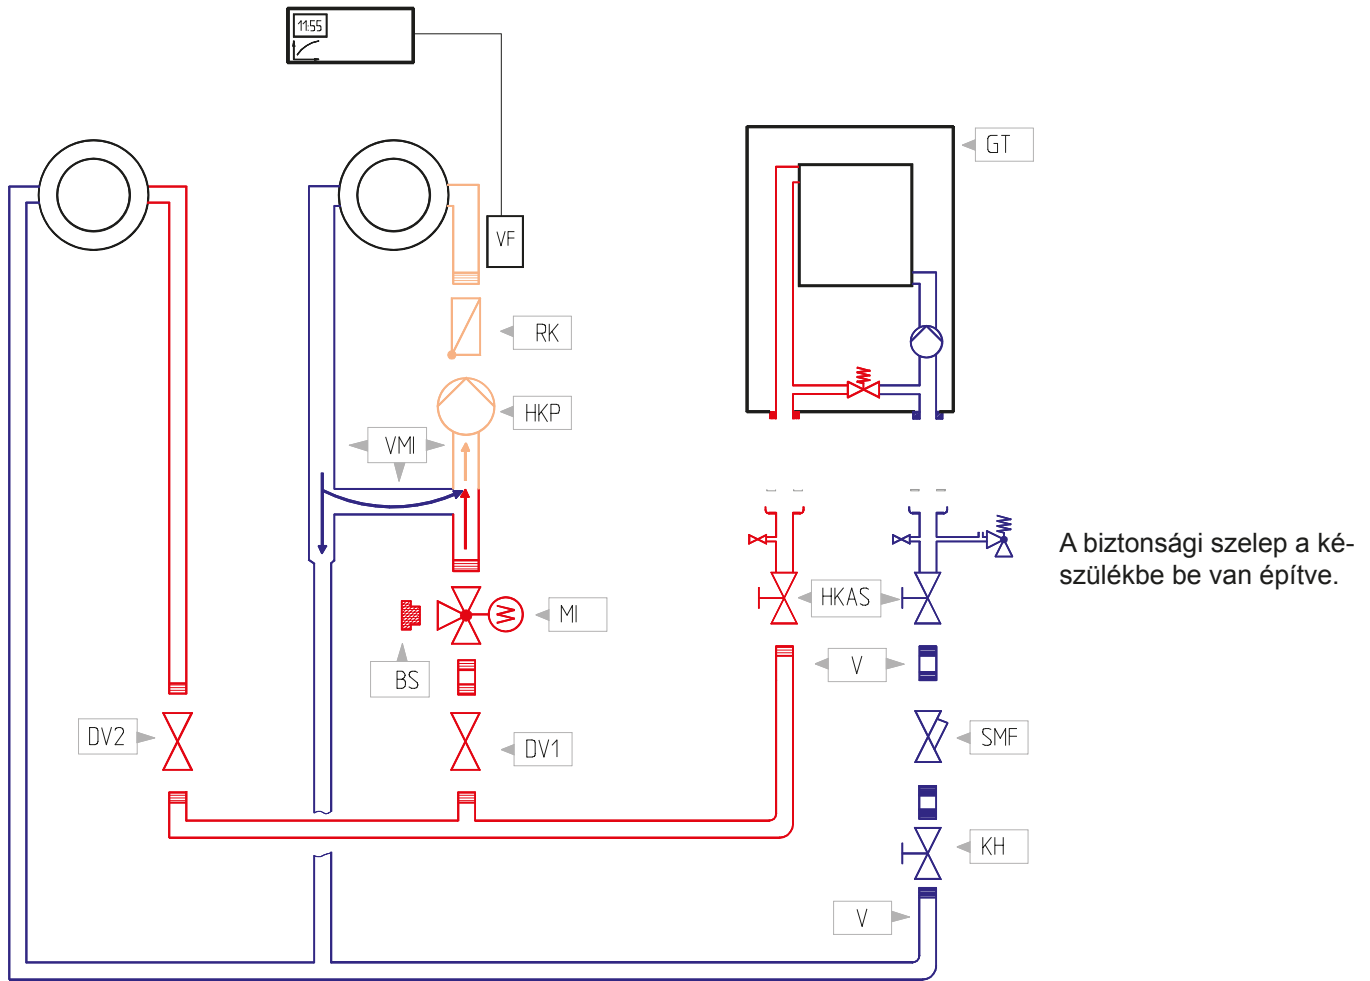 11:55
GT
VF
RK
HKP
VMI
A biztonsági szelep a ké-
szülékbe be van építve.
HKAS
MI
BS
V
DV2
DV1
SMF
KH
V